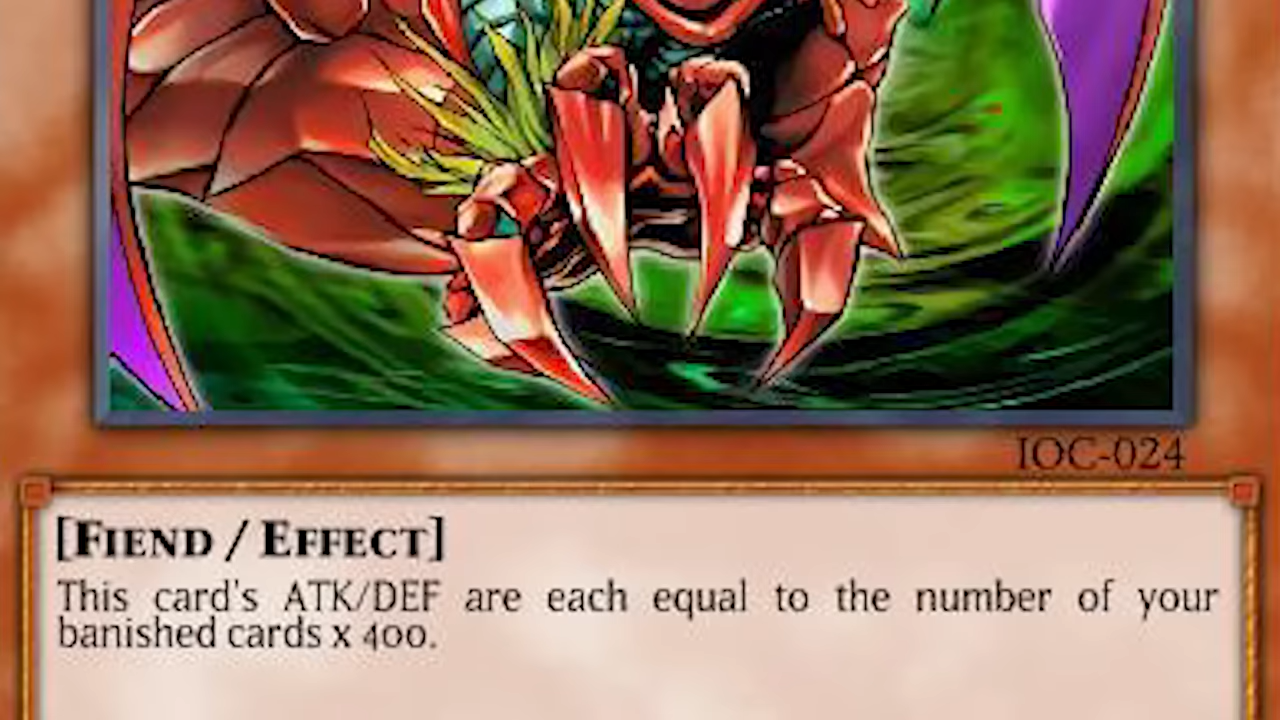 IOC-024
[FIEND / EFFECT]
This card's ATK/DEF are each equal to the number of your
banished cards x 400.